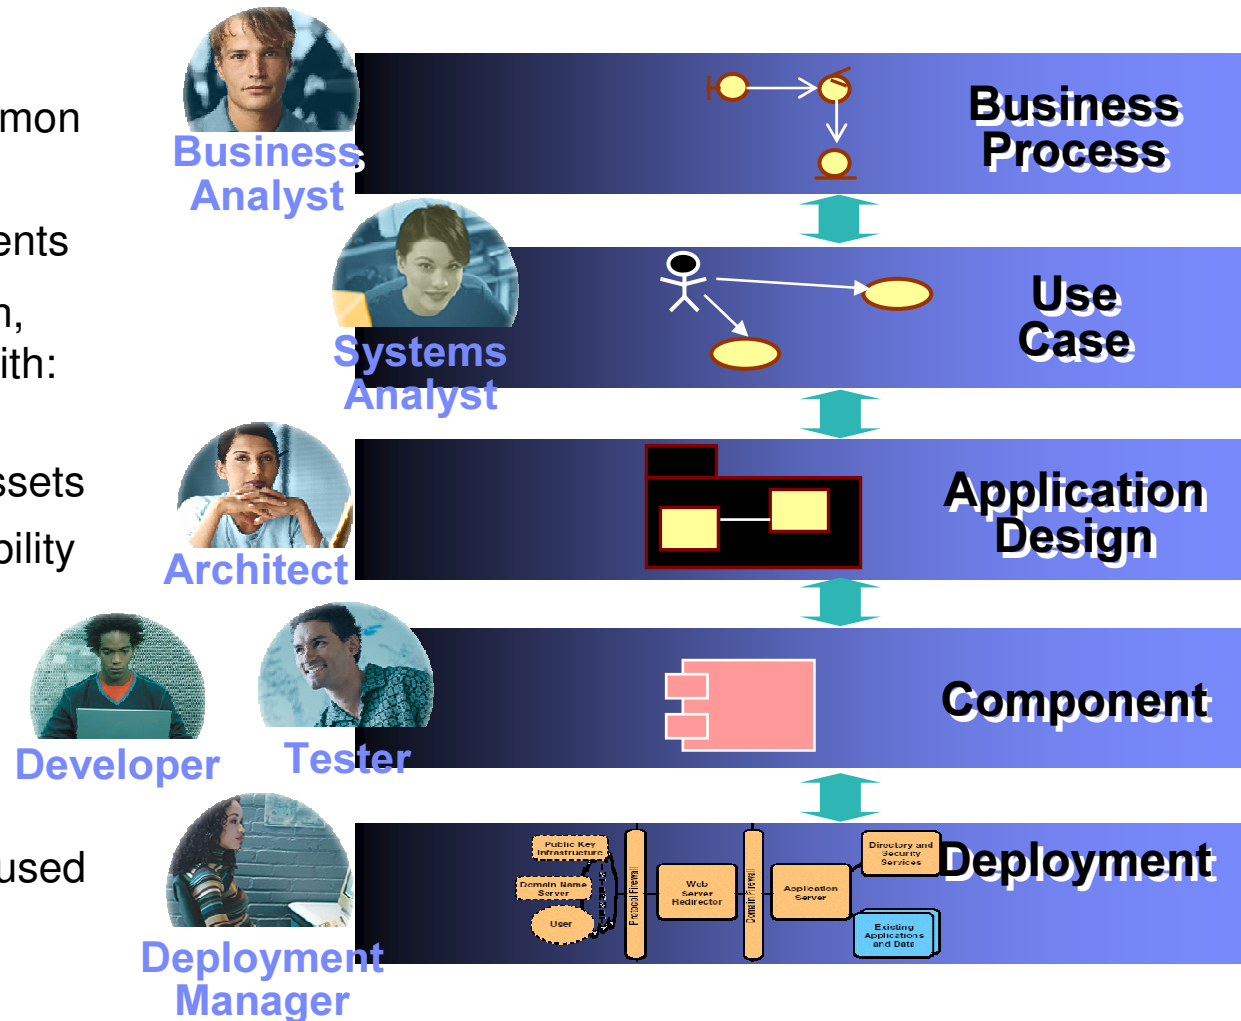 mon
Business
Process
Business
Analyst
ents
n,
ith:
Use
Case
Systems
Analyst
ssets
bility
Application
Design
Architect
Component
Developer
Tester
used
Deployment
Public Key
Infrastructure
Domain Name
Server
User
Protocol Firewall
Web
Server
Redirector
Domain Firewall
Application
Server
Directory and
Security
Services
Existing
Applications
and Data
Deployment
Manager